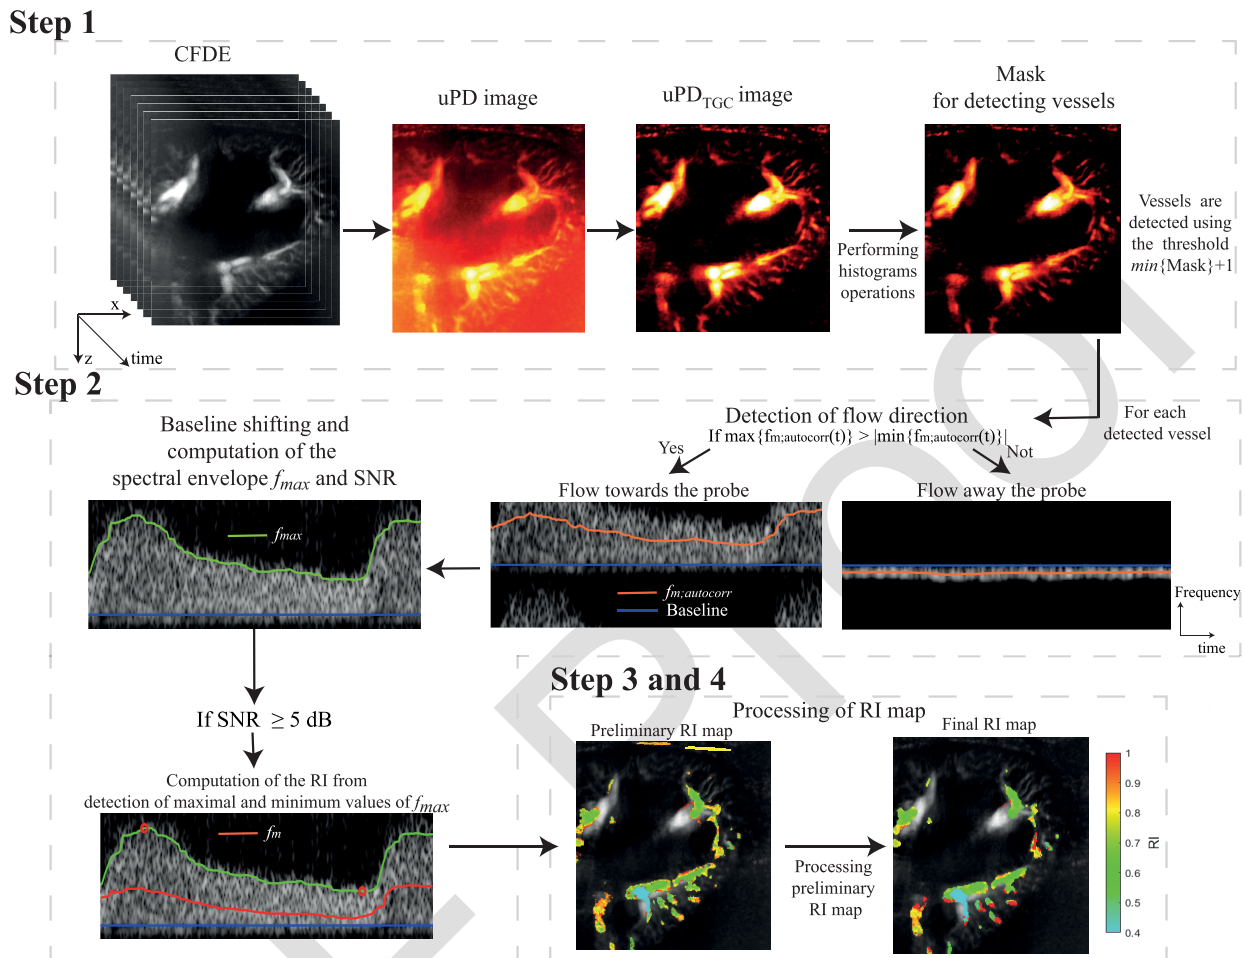 Step 1
CFDE
uPD image
uPD_TGC image
Mask
for detecting vessels
Performing
histograms
operations
Vessels are
detected using
the threshold
min{Mask}+1
x
z
time
Step 2
Baseline shifting and
computation of the
spectral envelope fmax and SNR
fmax
Detection of flow direction
If max{fm;autocorr(t)} > |min{fm;autocorr(t)}|
For each
detected vessel
Yes
Not
Flow towards the probe
Flow away the probe
fm;autocorr
Baseline
Frequency
time
If SNR ≥ 5 dB
Computation of the RI from
detection of maximal and minimum values of fmax
fm
Step 3 and 4
Processing of RI map
Preliminary RI map
Final RI map
Processing
preliminary
RI map
1
0.9
0.8
0.7
0.6
0.5
0.4
RI